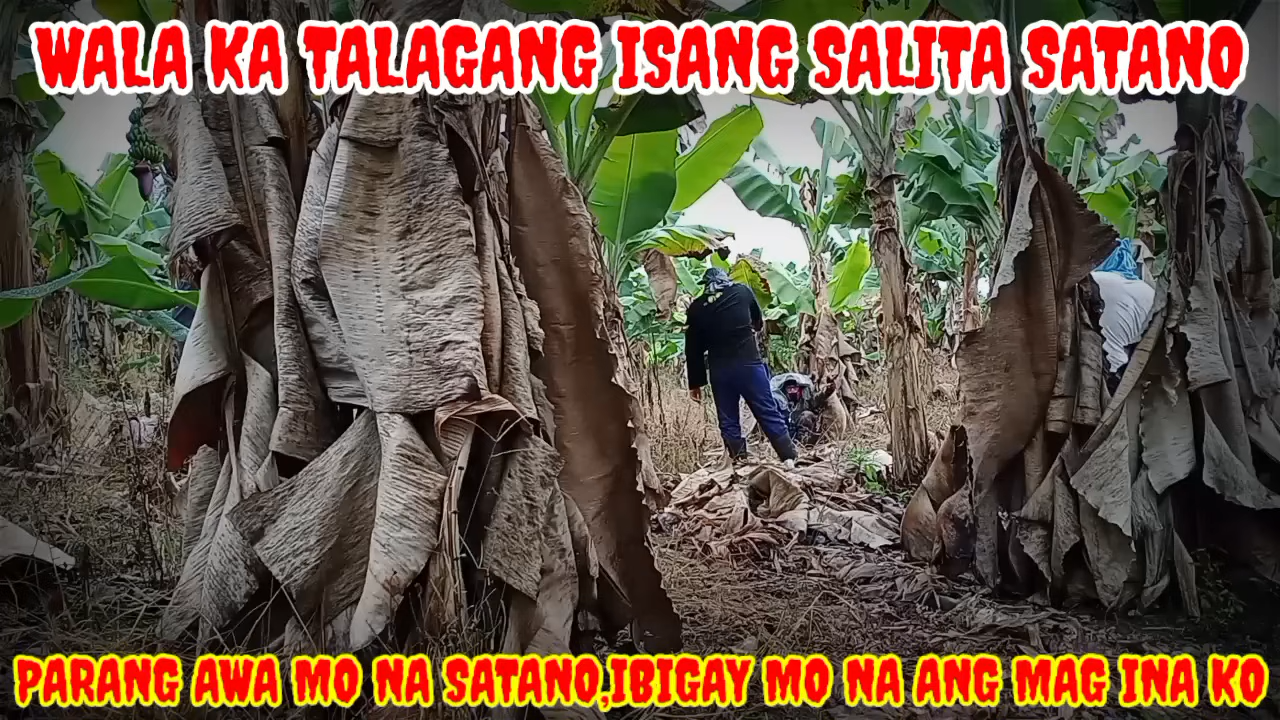 WALA KA TALAGANG ISANG SALITA SATANO
PARANG AWA MO NA SATANO,IBIGAY MO NA ANG MAG INA KO